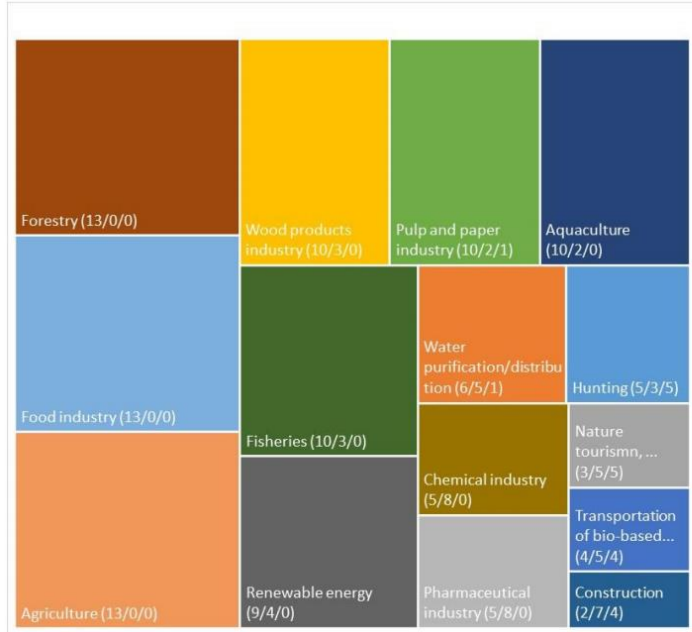 Forestry (13/0/0)
Wood products
industry (10/3/0)
Pulp and paper
industry (10/2/1)
Aquaculture
(10/2/0)
Food industry (13/0/0)
Fisheries (10/3/0)
Water
purification/distribu
tion (6/5/1)
Hunting (5/3/5)
Chemical industry
(5/8/0)
Nature
tourismn, ...
(3/5/5)
Transportation
of bio-based...
(4/5/4)
Agriculture (13/0/0)
Renewable energy
(9/4/0)
Pharmaceutical
industry (5/8/0)
Construction
(2/7/4)